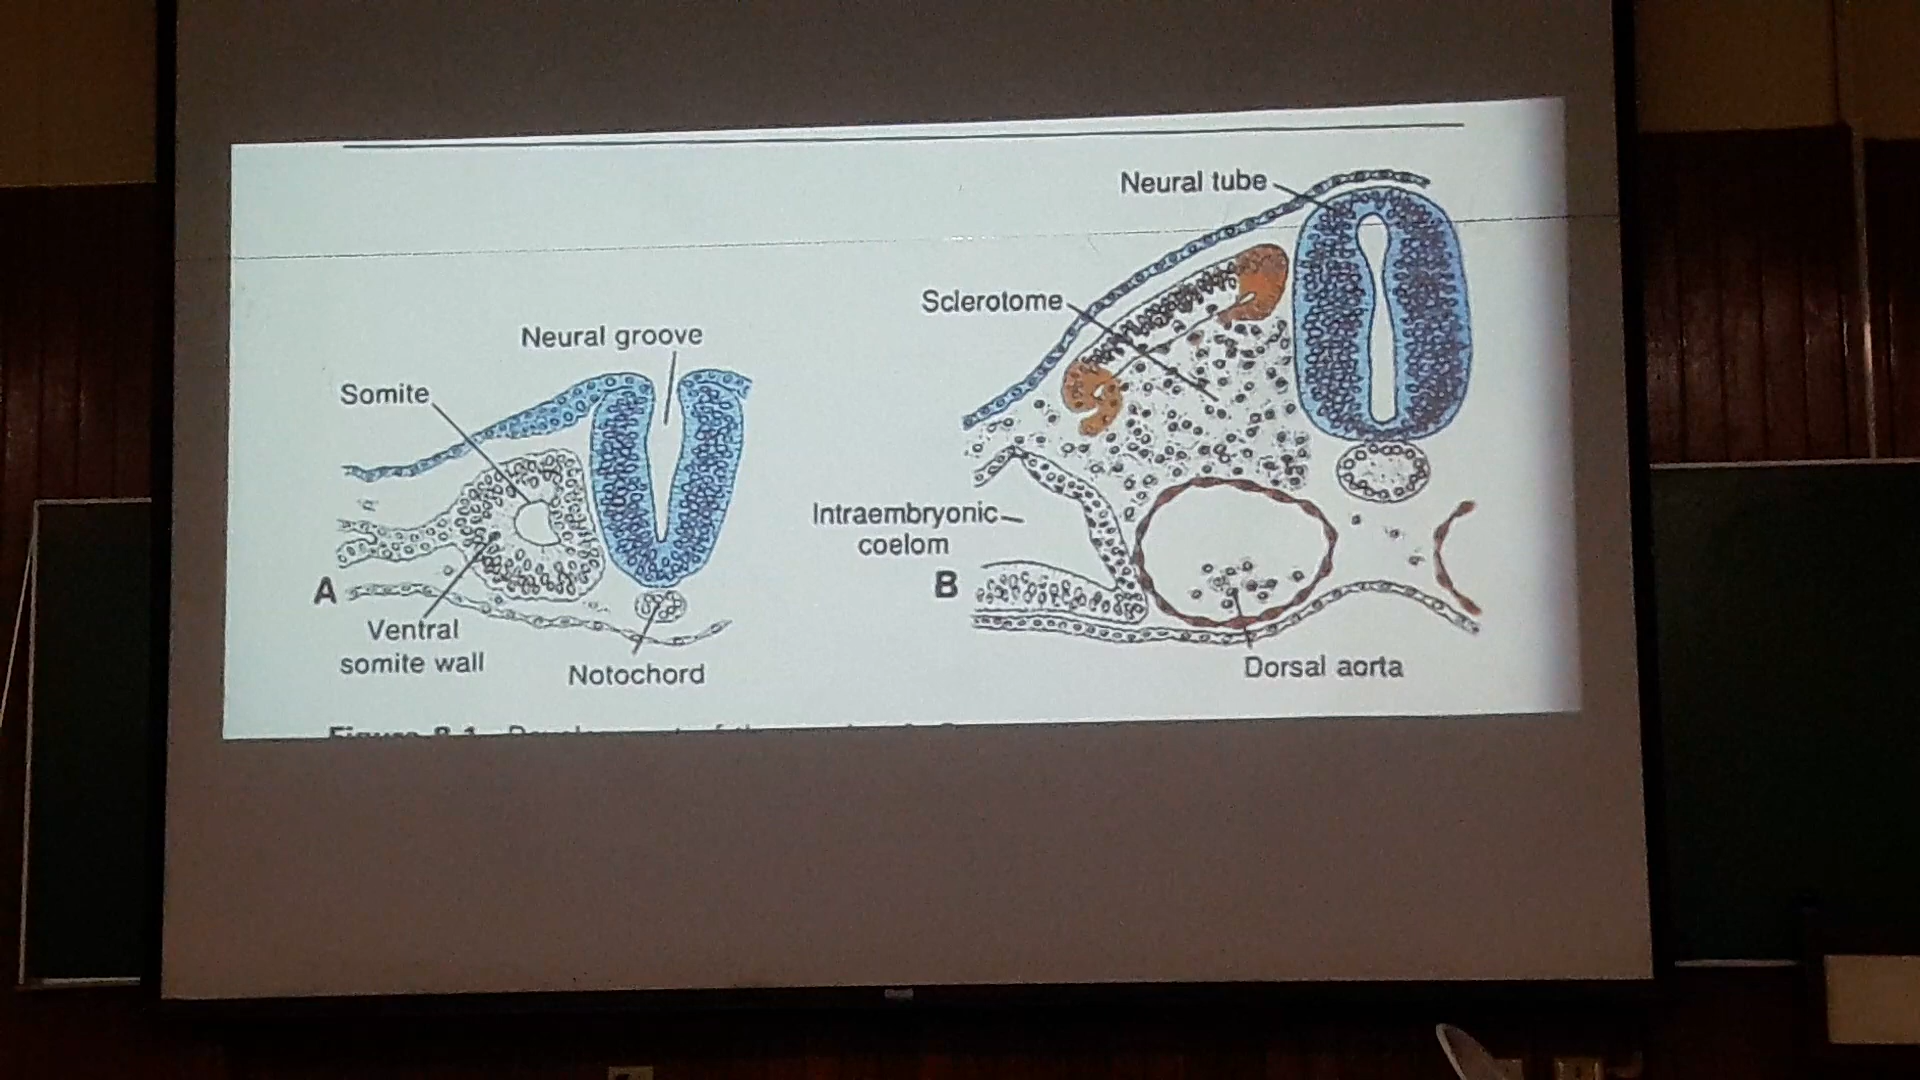 Neural groove
Somite
A
Ventral
somite wall
Notochord
Neural tube
Sclerotome
Intraembryonic
coelom
B
Dorsal aorta